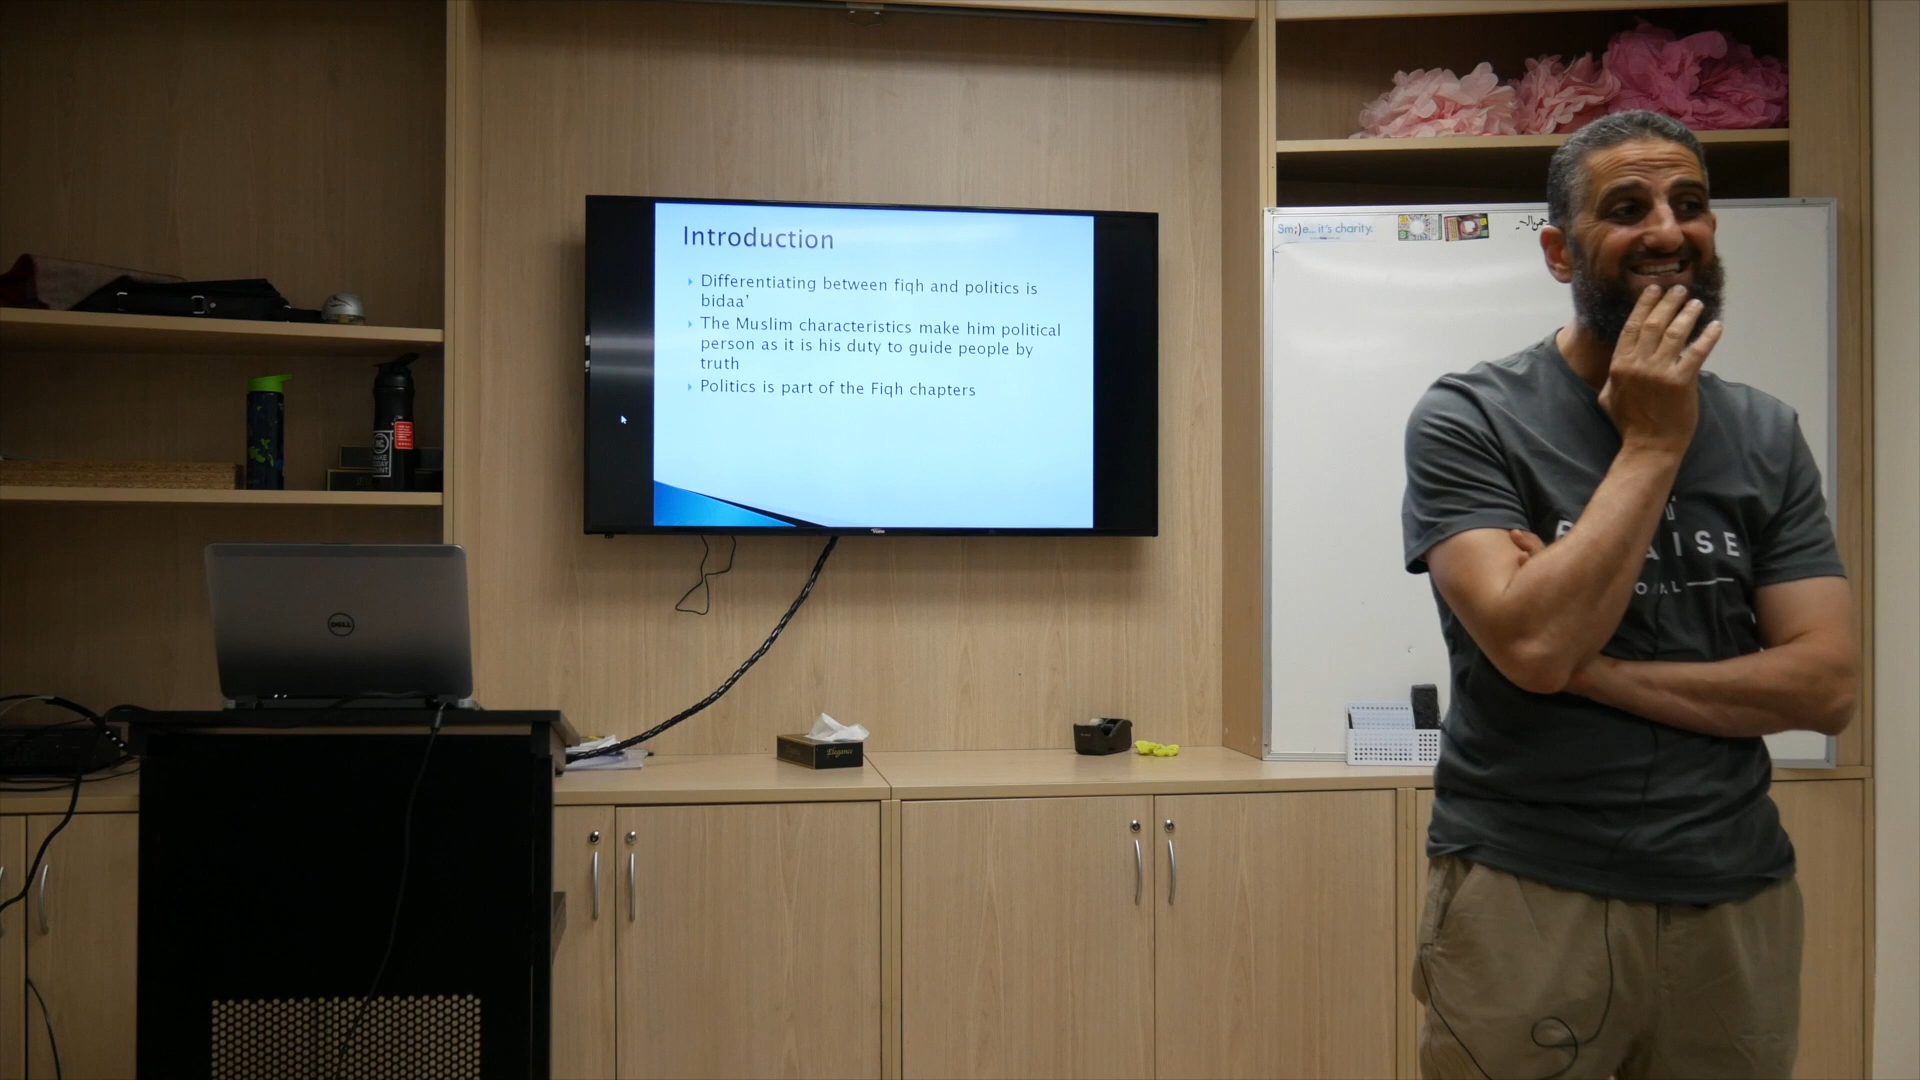 Introduction
Differentiating between fiqh and politics is
bidaa'
The Muslim characteristics make him political
person as it is his duty to guide people by
truth
Politics is part of the Fiqh chapters
Sm;)e... it's charity.
DELL
Elegance